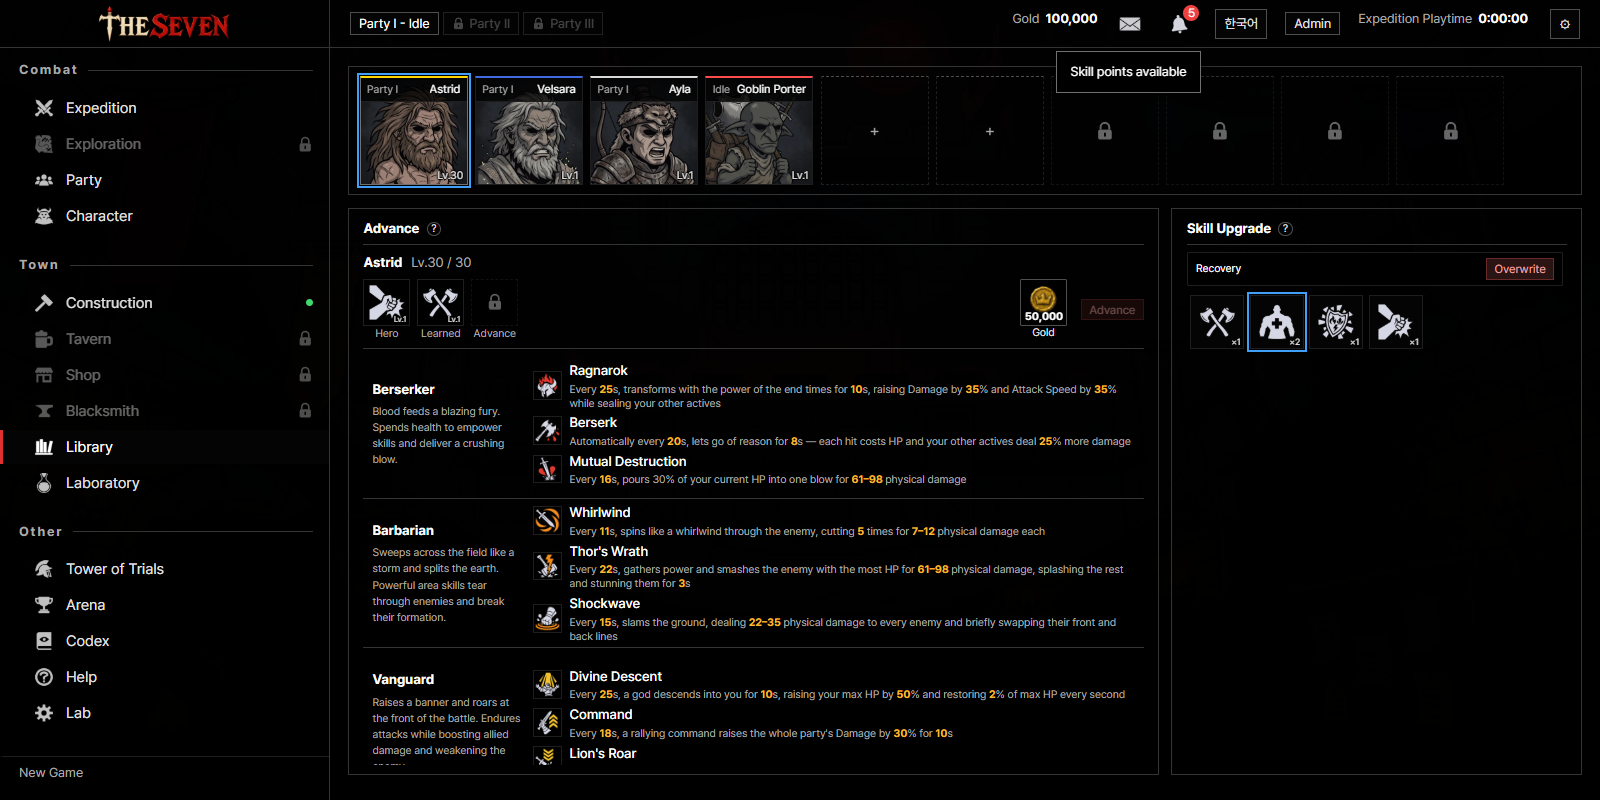 THE SEVEN
Party I - Idle
Party II
Party III
Gold 100,000
5
한국어
Admin
Expedition Playtime 0:00:00
Skill points available
Combat
Expedition
Exploration
Party
Character
Town
Construction
Tavern
Shop
Blacksmith
Library
Laboratory
Other
Tower of Trials
Arena
Codex
Help
Lab
New Game
Party I Astrid
Lv.30
Party I Velsara
Lv.1
Party I Ayla
Lv.1
Idle Goblin Porter
Lv.1
+
+
Advance ?
Astrid Lv.30 / 30
Lv.1
Hero
Lv.1
Learned
Advance
50,000
Gold
Advance
Berserker
Blood feeds a blazing fury.
Spends health to empower
skills and deliver a crushing
blow.
Ragnarok
Every 25s, transforms with the power of the end times for 10s, raising Damage by 35% and Attack Speed by 35%
while sealing your other actives
Berserk
Automatically every 20s, lets go of reason for 8s — each hit costs HP and your other actives deal 25% more damage
Mutual Destruction
Every 16s, pours 30% of your current HP into one blow for 61–98 physical damage
Barbarian
Sweeps across the field like a
storm and splits the earth.
Powerful area skills tear
through enemies and break
their formation.
Whirlwind
Every 11s, spins like a whirlwind through the enemy, cutting 5 times for 7–12 physical damage each
Thor's Wrath
Every 22s, gathers power and smashes the enemy with the most HP for 61–98 physical damage, splashing the rest
and stunning them for 3s
Shockwave
Every 15s, slams the ground, dealing 22–35 physical damage to every enemy and briefly swapping their front and
back lines
Vanguard
Raises a banner and roars at
the front of the battle. Endures
attacks while boosting allied
damage and weakening the
Divine Descent
Every 25s, a god descends into you for 10s, raising your max HP by 50% and restoring 2% of max HP every second
Command
Every 18s, a rallying command raises the whole party's Damage by 30% for 10s
Lion's Roar
Skill Upgrade ?
Recovery
Overwrite
×1
×2
×1
×1